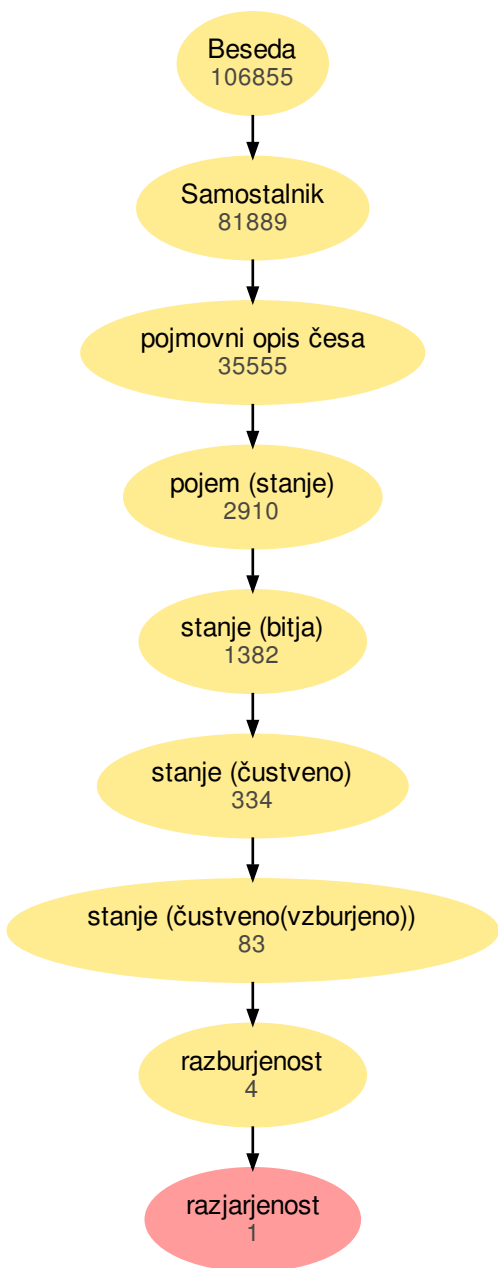 Beseda
106855
Samostalnik
81889
pojmovni opis česa
35555
pojem (stanje)
2910
stanje (bitja)
1382
stanje (čustveno)
334
stanje (čustveno(vzburjeno))
83
razburjenost
4
razjarjenost
1